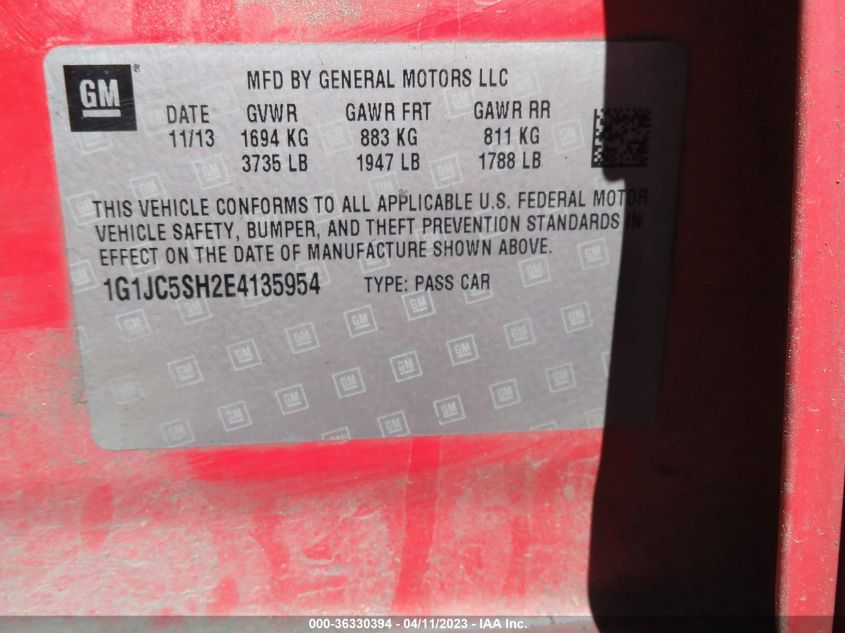 GM ®
MFD BY GENERAL MOTORS LLC
DATE GVWR GAWR FRT GAWR RR
11/13 1694 KG 883 KG 811 KG
3735 LB 1947 LB 1788 LB
THIS VEHICLE CONFORMS TO ALL APPLICABLE U.S. FEDERAL MOTOR
VEHICLE SAFETY, BUMPER, AND THEFT PREVENTION STANDARDS IN
EFFECT ON THE DATE OF MANUFACTURE SHOWN ABOVE.
1G1JC5SH2E4135954 TYPE: PASS CAR
000-36330394 - 04/11/2023 - IAA Inc.